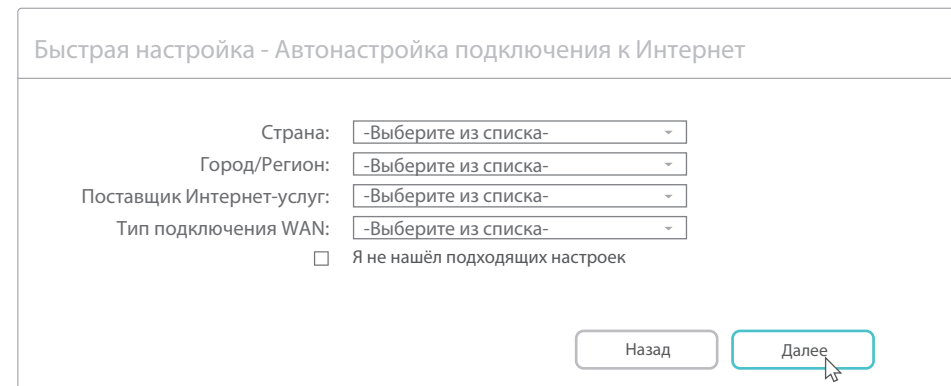 Быстрая настройка - Автонастройка подключения к Интернет
Страна: -Выберите из списка-
Город/Регион: -Выберите из списка-
Поставщик Интернет-услуг: -Выберите из списка-
Тип подключения WAN: -Выберите из списка-
Я не нашёл подходящих настроек
Назад Далее